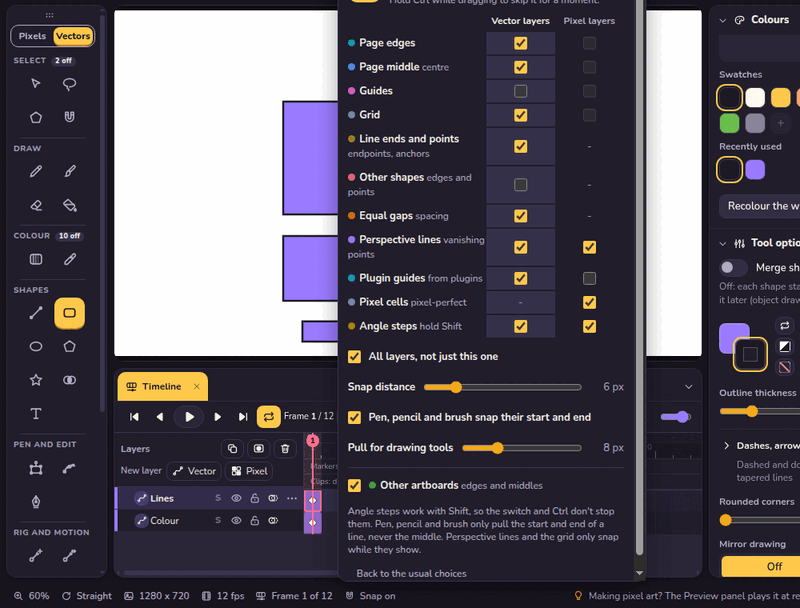 Pixels Vectors
SELECT 2 off
DRAW
COLOUR 10 off
SHAPES
PEN AND EDIT
RIG AND MOTION
Hold Ctrl while dragging to skip it for a moment.
Vector layers Pixel layers
Page edges
Page middle centre
Guides
Grid
Line ends and points
endpoints, anchors
-
Other shapes edges and
points
-
Equal gaps spacing -
Perspective lines vanishing
points
Plugin guides from plugins
Pixel cells pixel-perfect -
Angle steps hold Shift
All layers, not just this one
Snap distance 6 px
Pen, pencil and brush snap their start and end
Pull for drawing tools 8 px
Other artboards edges and middles
Angle steps work with Shift, so the switch and Ctrl don't stop
them. Pen, pencil and brush only pull the start and end of a
line, never the middle. Perspective lines and the grid only snap
while they show.
Back to the usual choices
Timeline ×
Frame 1 / 12
Layers
New layer Vector Pixel
1
Markers
Clips: d
Lines S
Colour S
Colours
Swatches
+
Recently used
Recolour the w
Tool optio
Merge sh
Off: each shape sta
it later (object draw
Outline thickness
Dashes, arrow
Dashed and do
tapered lines
Rounded corners
Mirror drawing
Off
60% Straight 1280 x 720 12 fps Frame 1 of 12 Snap on
Making pixel art? The Preview panel plays it at re